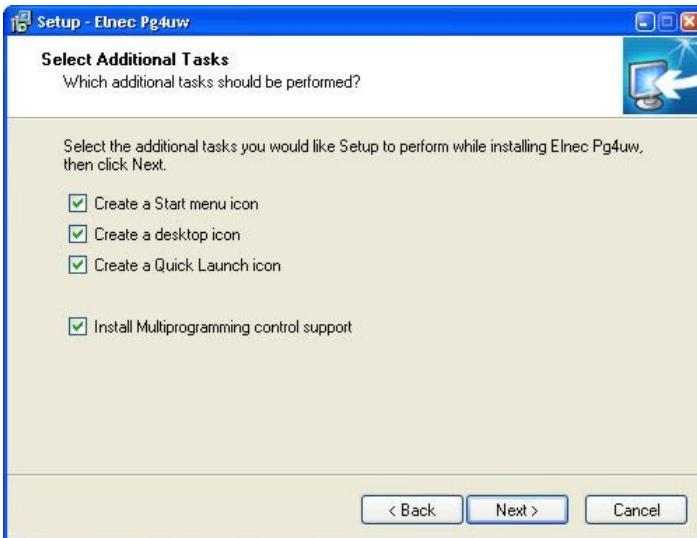 Setup - Elnec Pg4uw
Select Additional Tasks
Which additional tasks should be performed?
Select the additional tasks you would like Setup to perform while installing Elnec Pg4uw,
then click Next.
Create a Start menu icon
Create a desktop icon
Create a Quick Launch icon
Install Multiprogramming control support
< Back
Next >
Cancel